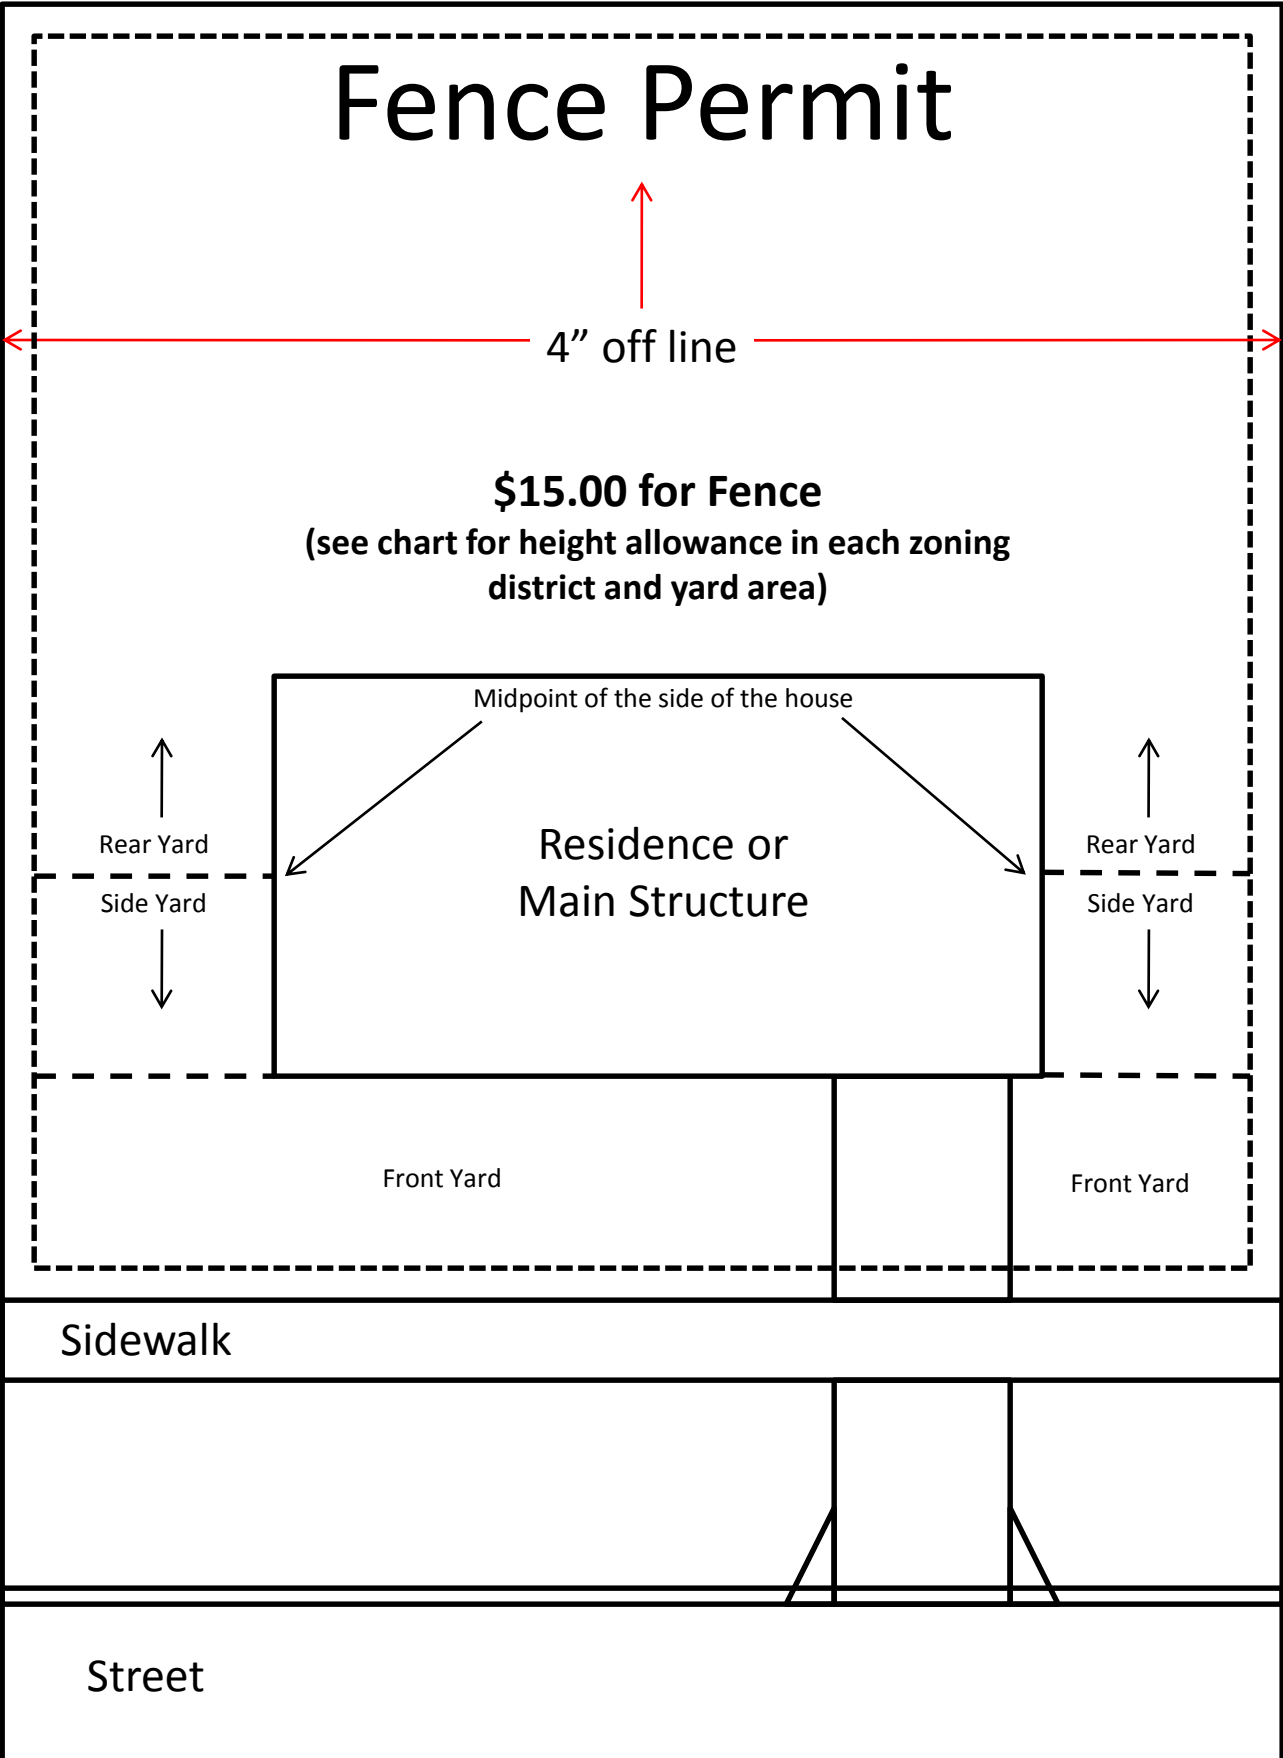 Fence Permit
4” off line
$15.00 for Fence
(see chart for height allowance in each zoning
district and yard area)
Midpoint of the side of the house
Rear Yard
Side Yard
Residence or
Main Structure
Rear Yard
Side Yard
Front Yard
Front Yard
Sidewalk
Street